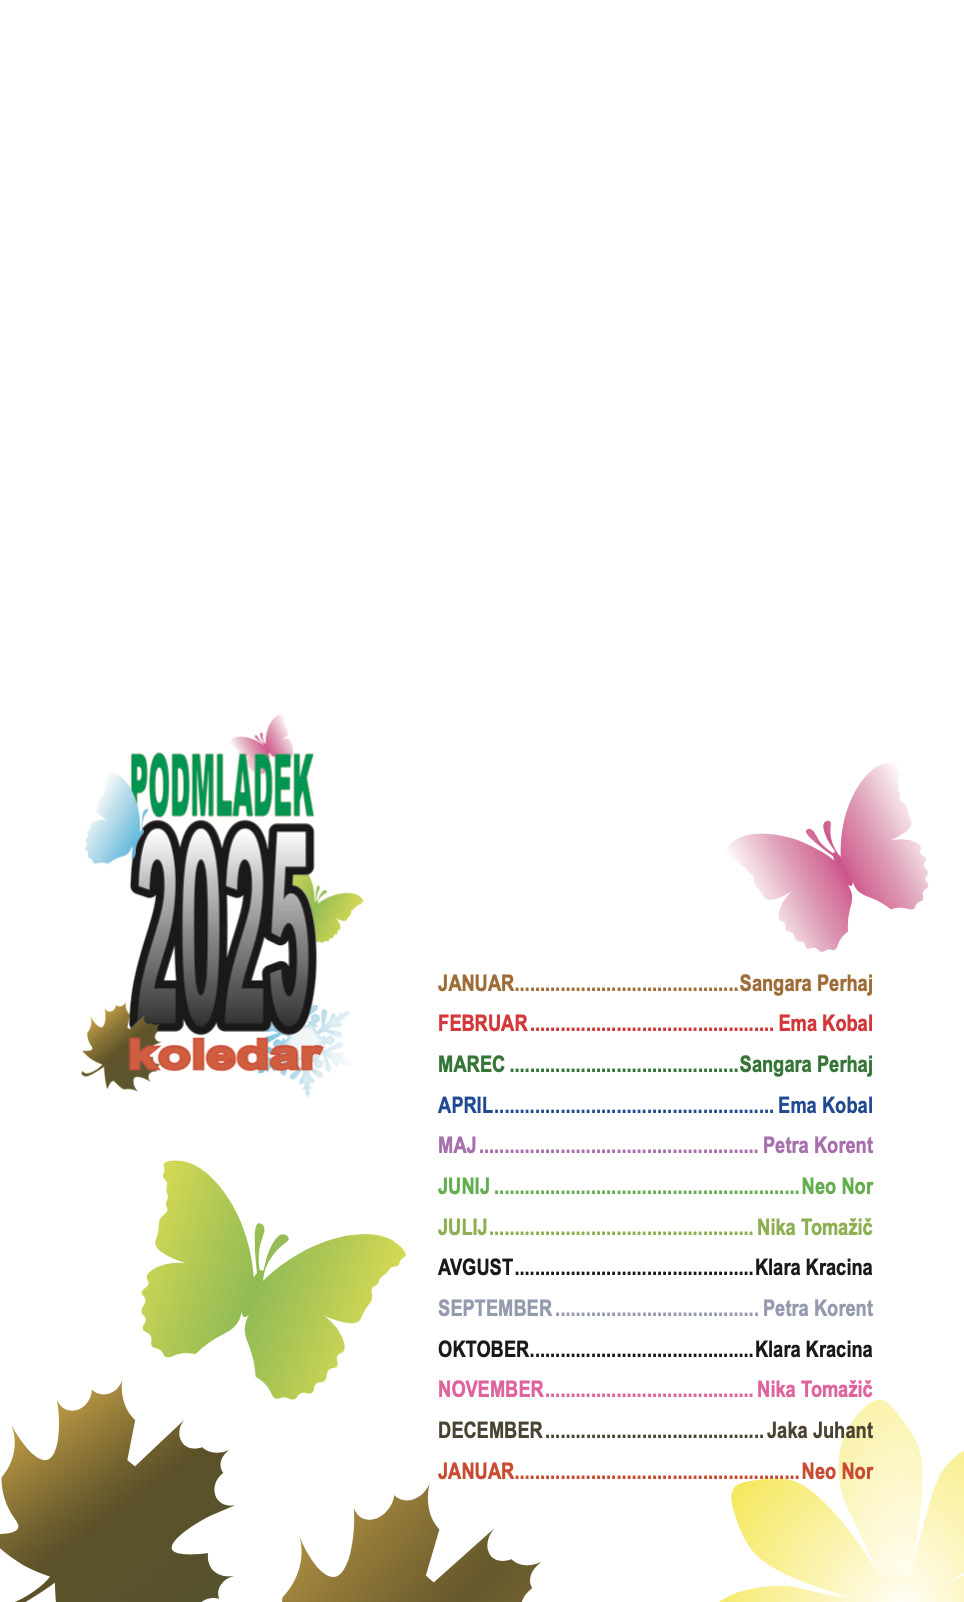 PODMLADEK
2025
koledar
JANUAR............................................Sangara Perhaj
FEBRUAR................................................ Ema Kobal
MAREC .............................................Sangara Perhaj
APRIL....................................................... Ema Kobal
MAJ....................................................... Petra Korent
JUNIJ ............................................................Neo Nor
JULIJ.................................................... Nika Tomažič
AVGUST...............................................Klara Kracina
SEPTEMBER........................................ Petra Korent
OKTOBER............................................Klara Kracina
NOVEMBER......................................... Nika Tomažič
DECEMBER........................................... Jaka Juhant
JANUAR........................................................Neo Nor